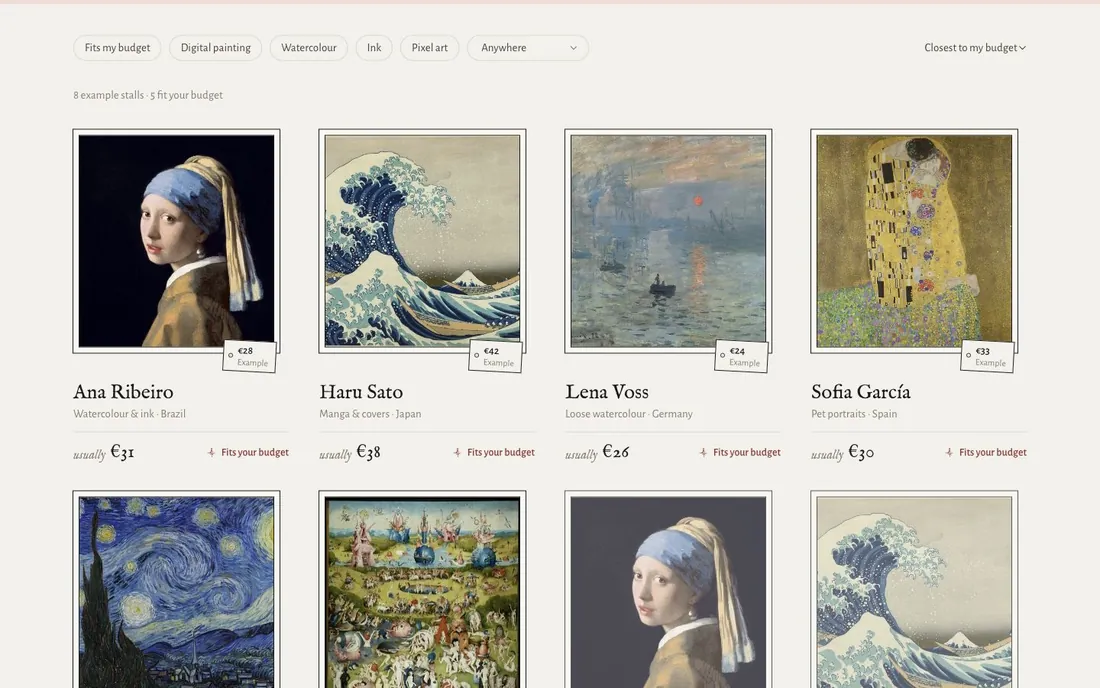 Fits my budget Digital painting Watercolour Ink Pixel art Anywhere Closest to my budget
8 example stalls · 5 fit your budget
€28
Example
€42
Example
€24
Example
€33
Example
Ana Ribeiro
Watercolour & ink · Brazil
usually €31 Fits your budget
Haru Sato
Manga & covers · Japan
usually €38 Fits your budget
Lena Voss
Loose watercolour · Germany
usually €26 Fits your budget
Sofia García
Pet portraits · Spain
usually €30 Fits your budget